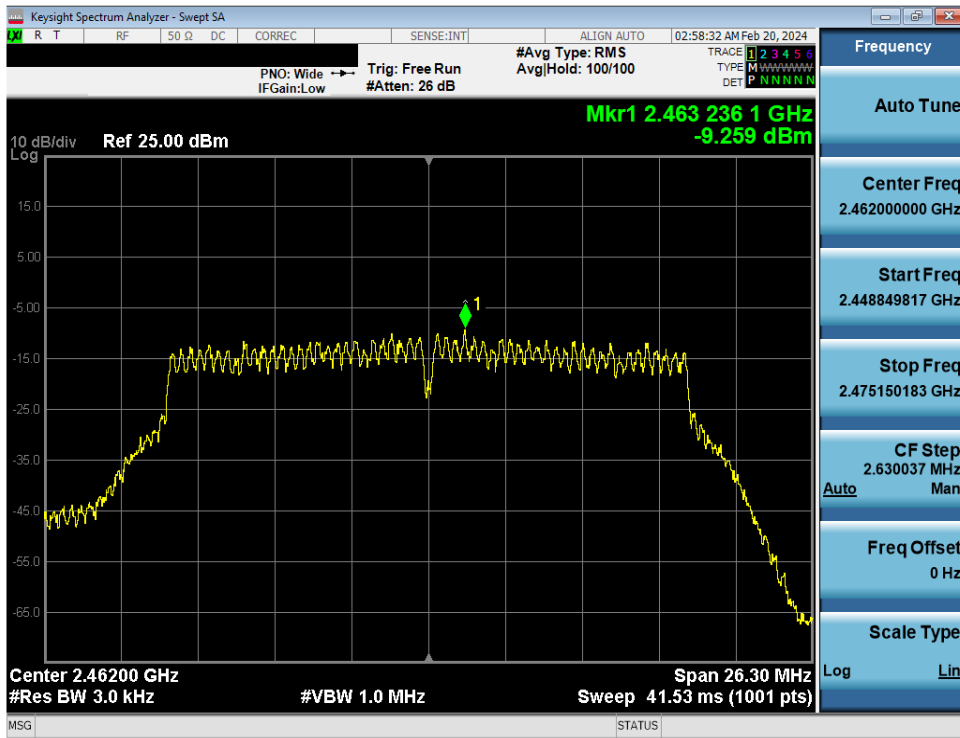 Keysight Spectrum Analyzer - Swept SA
LXI R T RF 50 Ω DC CORREC SENSE:INT ALIGN AUTO 02:58:32 AM Feb 20, 2024
PNO: Wide
IFGain:Low
Trig: Free Run
#Atten: 26 dB
#Avg Type: RMS
Avg|Hold: 100/100
TRACE 1 2 3 4 5 6
TYPE M W W W W W
DET P N N N N N
Mkr1 2.463 236 1 GHz
-9.259 dBm
10 dB/div
Log
Ref 25.00 dBm
15.0
5.00
-5.00
-15.0
-25.0
-35.0
-45.0
-55.0
-65.0
1
Center 2.46200 GHz
Span 26.30 MHz
#Res BW 3.0 kHz
#VBW 1.0 MHz
Sweep 41.53 ms (1001 pts)
MSG
STATUS
Frequency
Auto Tune
Center Freq
2.462000000 GHz
Start Freq
2.448849817 GHz
Stop Freq
2.475150183 GHz
CF Step
2.630037 MHz
Auto Man
Freq Offset
0 Hz
Scale Type
Log Lin